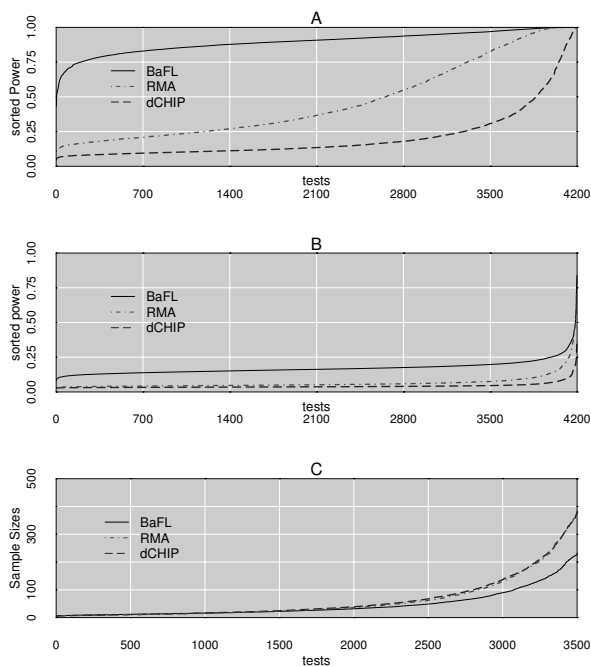 A
sorted Power
1.00
0.75
0.50
0.25
0.00
BaFL
RMA
dCHIP
tests
0 700 1400 2100 2800 3500 4200
B
sorted power
1.00
0.75
0.50
0.25
0.00
BaFL
RMA
dCHIP
tests
0 700 1400 2100 2800 3500 4200
C
Sample Sizes
500
300
100
0
BaFL
RMA
dCHIP
0 500 1000 1500 2000 2500 3000 3500
tests